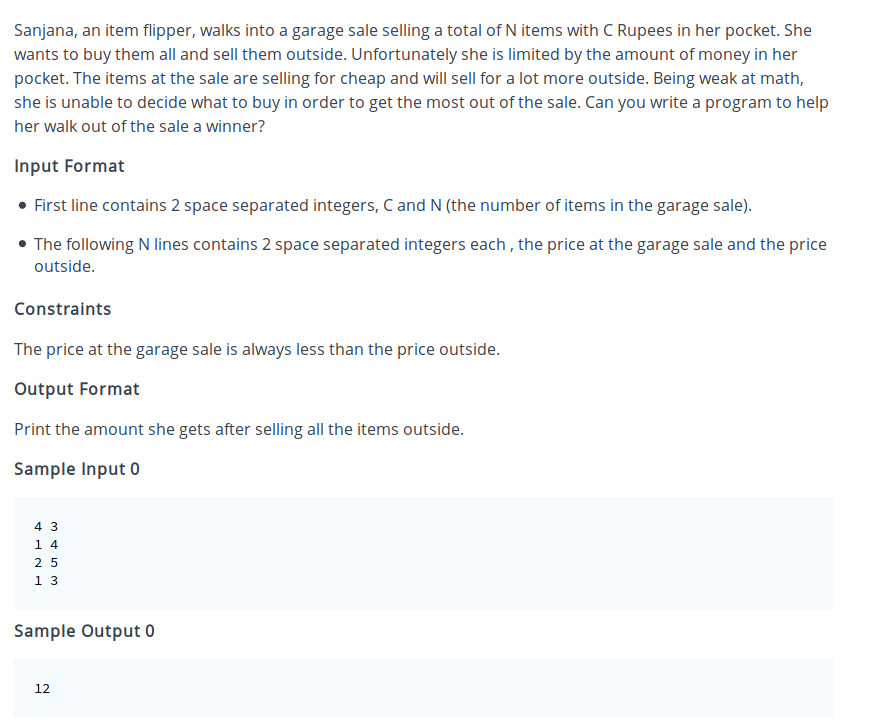 Sanjana, an item flipper, walks into a garage sale selling a total of N items with C Rupees in her pocket. She
wants to buy them all and sell them outside. Unfortunately she is limited by the amount of money in her
pocket. The items at the sale are selling for cheap and will sell for a lot more outside. Being weak at math,
she is unable to decide what to buy in order to get the most out of the sale. Can you write a program to help
her walk out of the sale a winner?
Input Format
• First line contains 2 space separated integers, C and N (the number of items in the garage sale).
• The following N lines contains 2 space separated integers each , the price at the garage sale and the price
outside.
Constraints
The price at the garage sale is always less than the price outside.
Output Format
Print the amount she gets after selling all the items outside.
Sample Input 0
4 3
1 4
2 5
1 3
Sample Output 0
12